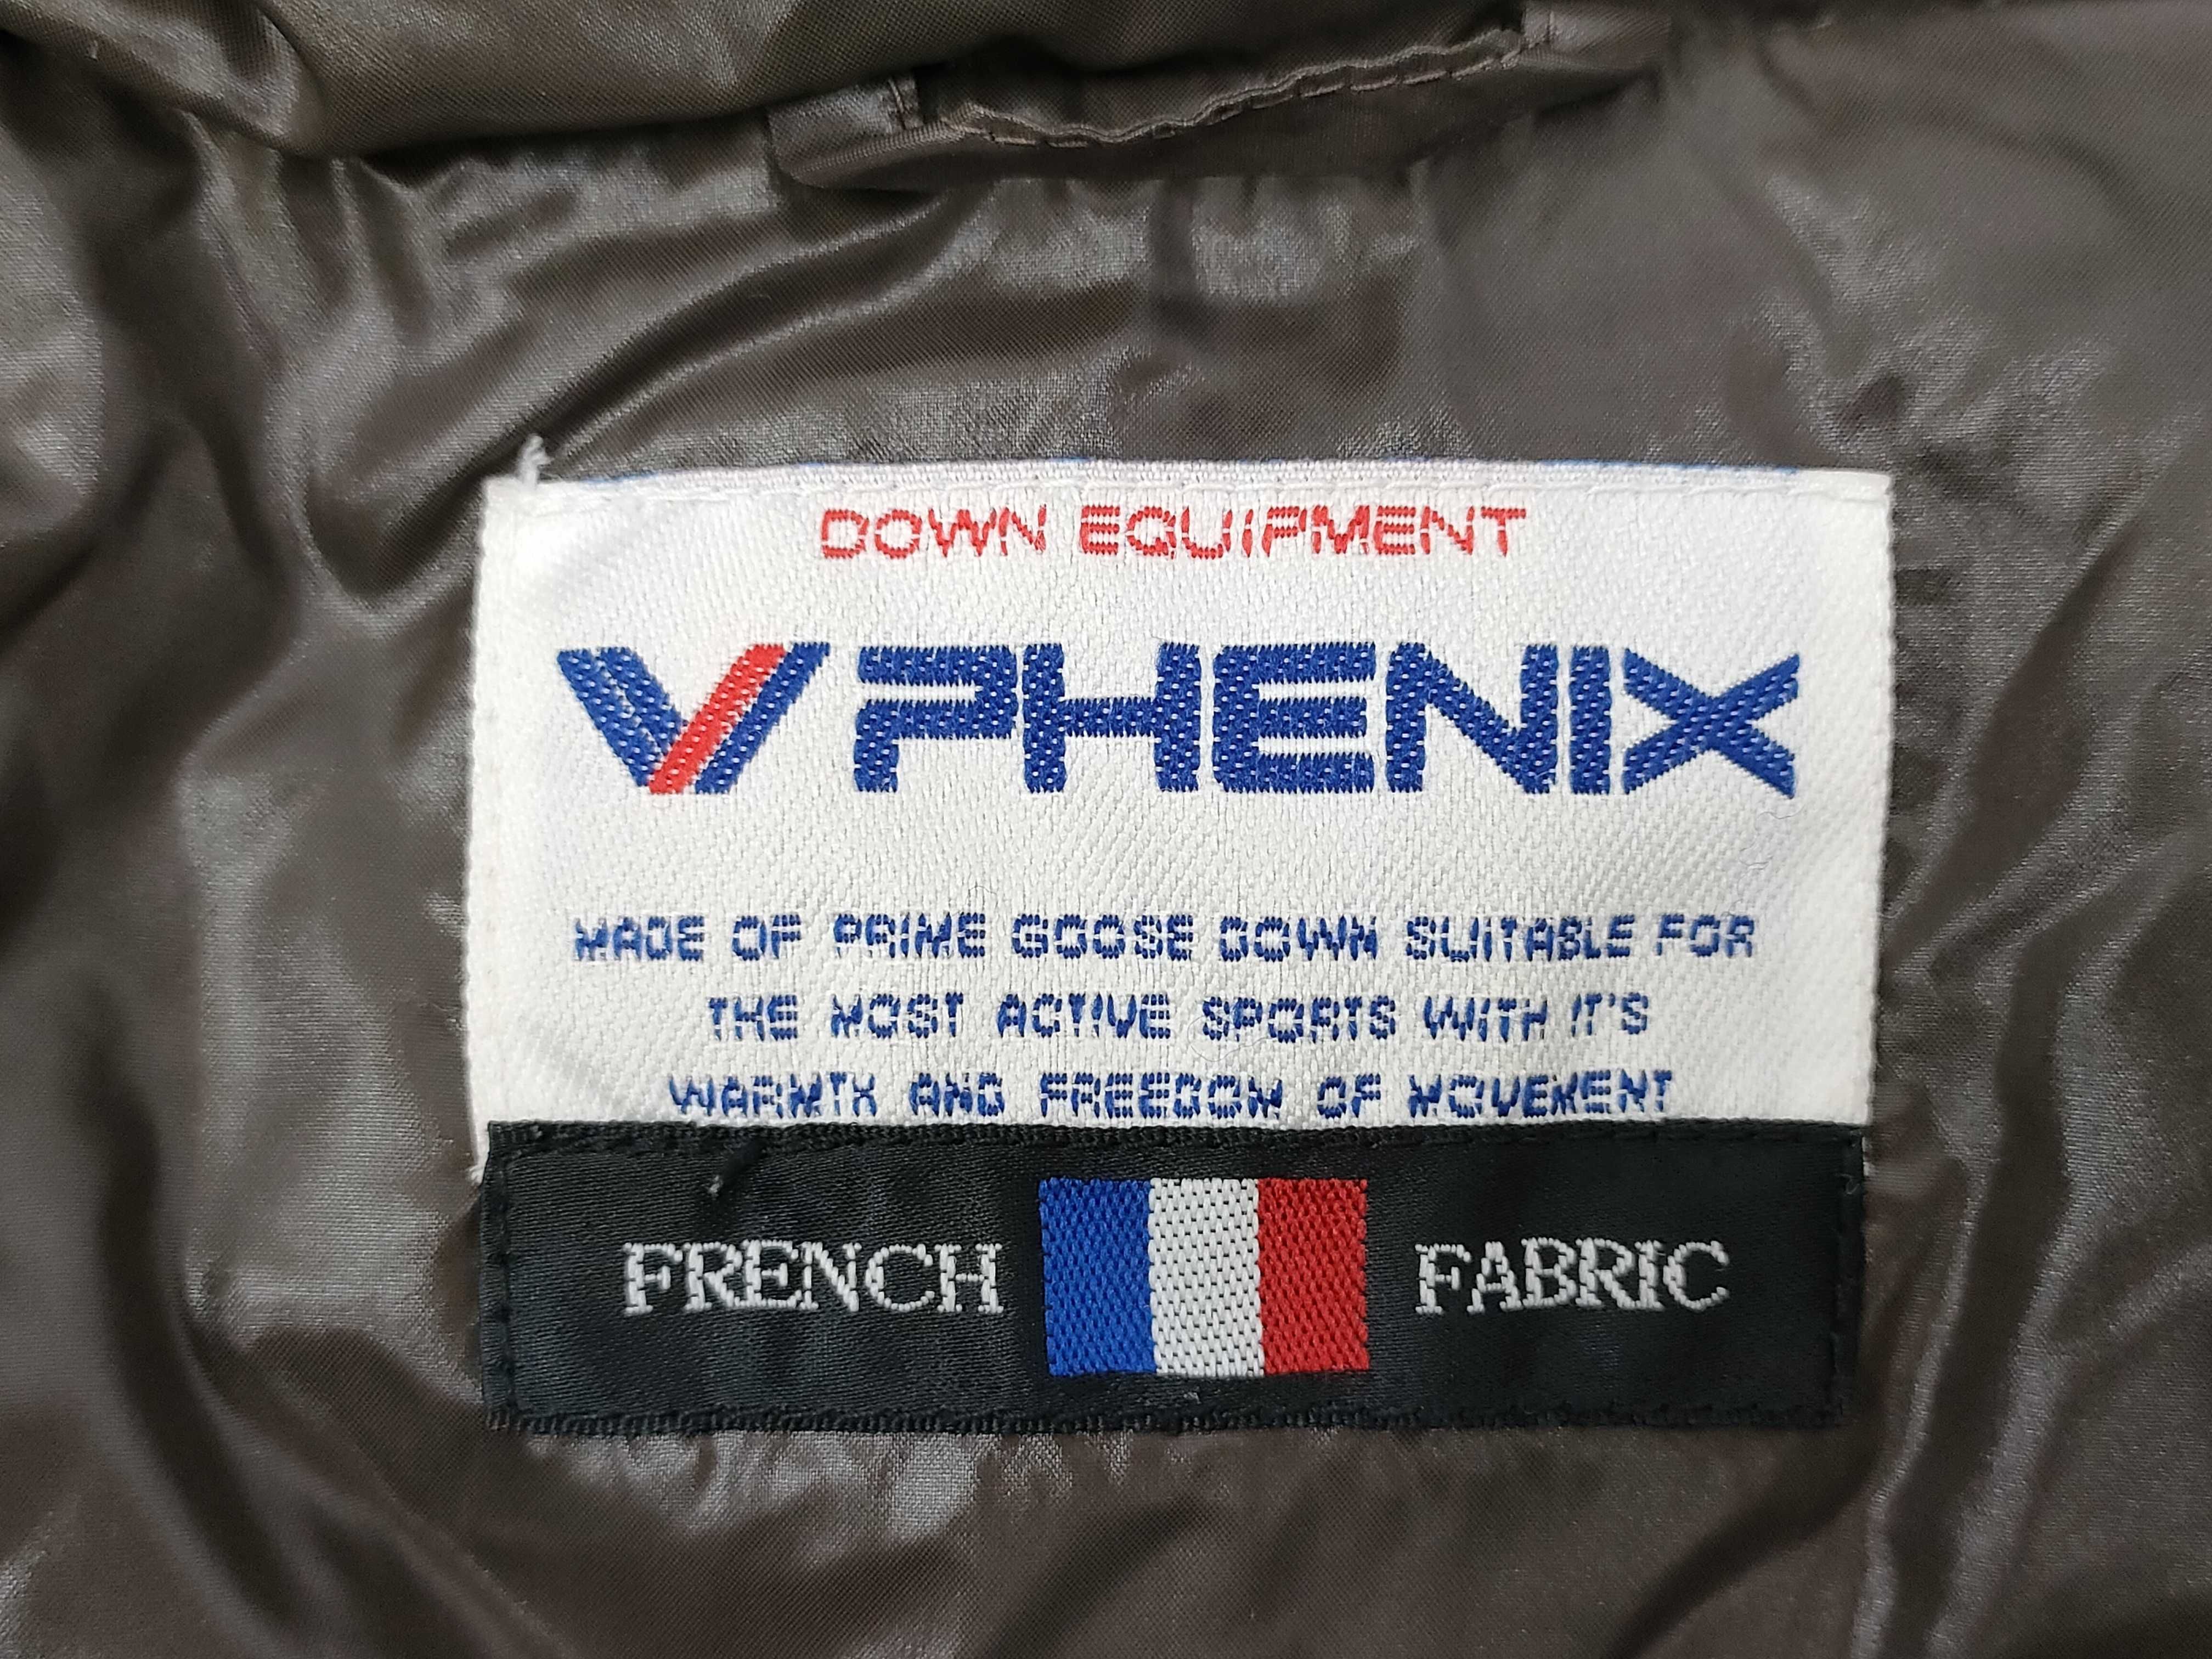 DOWN EQUIPMENT
PHENIX
MADE OF PRIME GOOSE DOWN SUITABLE FOR
THE MOST ACTIVE SPORTS WITH IT'S
WARMTH AND FREEDOM OF MOVEMENT
FRENCH FABRIC